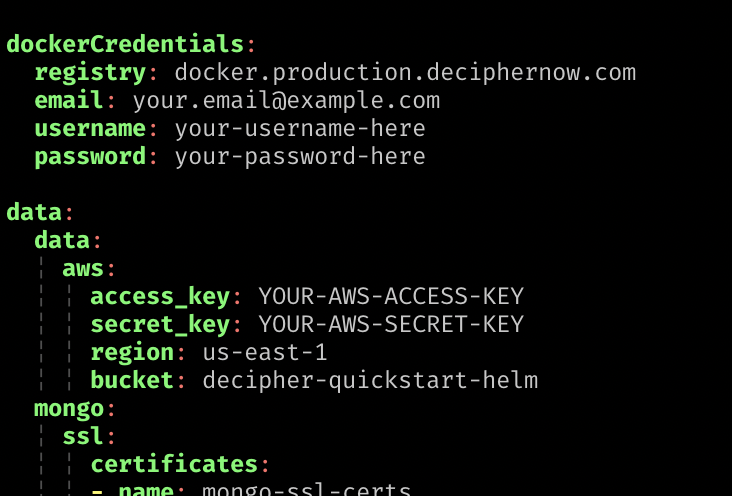 dockerCredentials:
  registry: docker.production.deciphernow.com
  email: your.email@example.com
  username: your-username-here
  password: your-password-here

data:
  data:
    aws:
      access_key: YOUR-AWS-ACCESS-KEY
      secret_key: YOUR-AWS-SECRET-KEY
      region: us-east-1
      bucket: decipher-quickstart-helm
  mongo:
    ssl:
      certificates:
      - name: mongo-ssl-certs